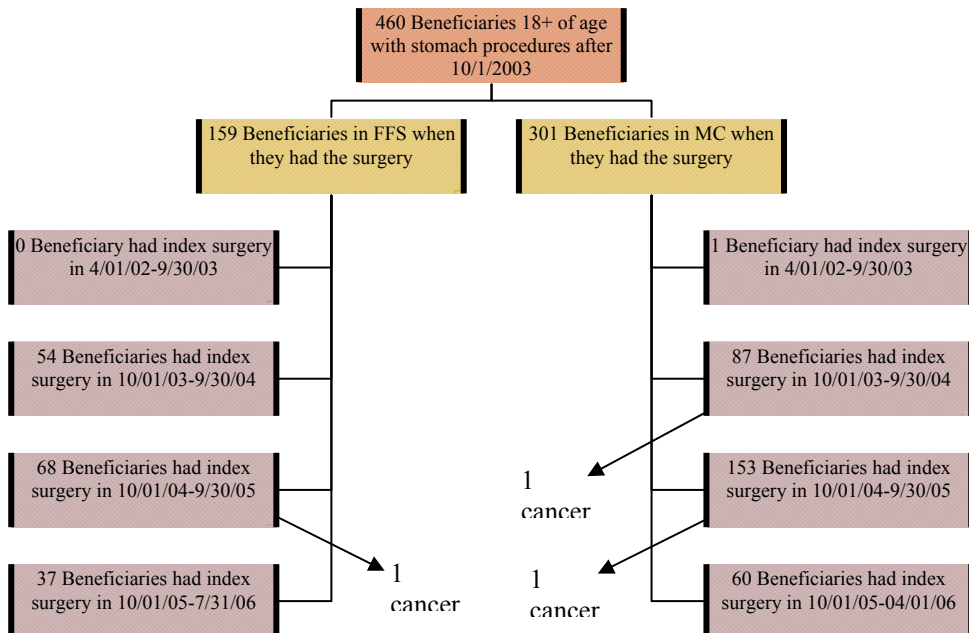 460 Beneficiaries 18+ of age
with stomach procedures after
10/1/2003
159 Beneficiaries in FFS when
they had the surgery
301 Beneficiaries in MC when
they had the surgery
0 Beneficiary had index surgery
in 4/01/02-9/30/03
1 Beneficiary had index surgery
in 4/01/02-9/30/03
54 Beneficiaries had index
surgery in 10/01/03-9/30/04
87 Beneficiaries had index
surgery in 10/01/03-9/30/04
68 Beneficiaries had index
surgery in 10/01/04-9/30/05
1
cancer
153 Beneficiaries had index
surgery in 10/01/04-9/30/05
37 Beneficiaries had index
surgery in 10/01/05-7/31/06
1
cancer
1
cancer
60 Beneficiaries had index
surgery in 10/01/05-04/01/06